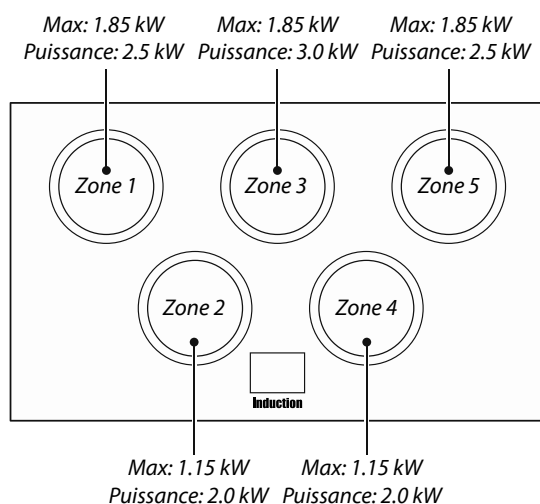 Max: 1.85 kW
Puissance: 2.5 kW
Max: 1.85 kW
Puissance: 3.0 kW
Max: 1.85 kW
Puissance: 2.5 kW
Zone 1
Zone 3
Zone 5
Zone 2
Zone 4
Induction
Max: 1.15 kW
Puissance: 2.0 kW
Max: 1.15 kW
Puissance: 2.0 kW